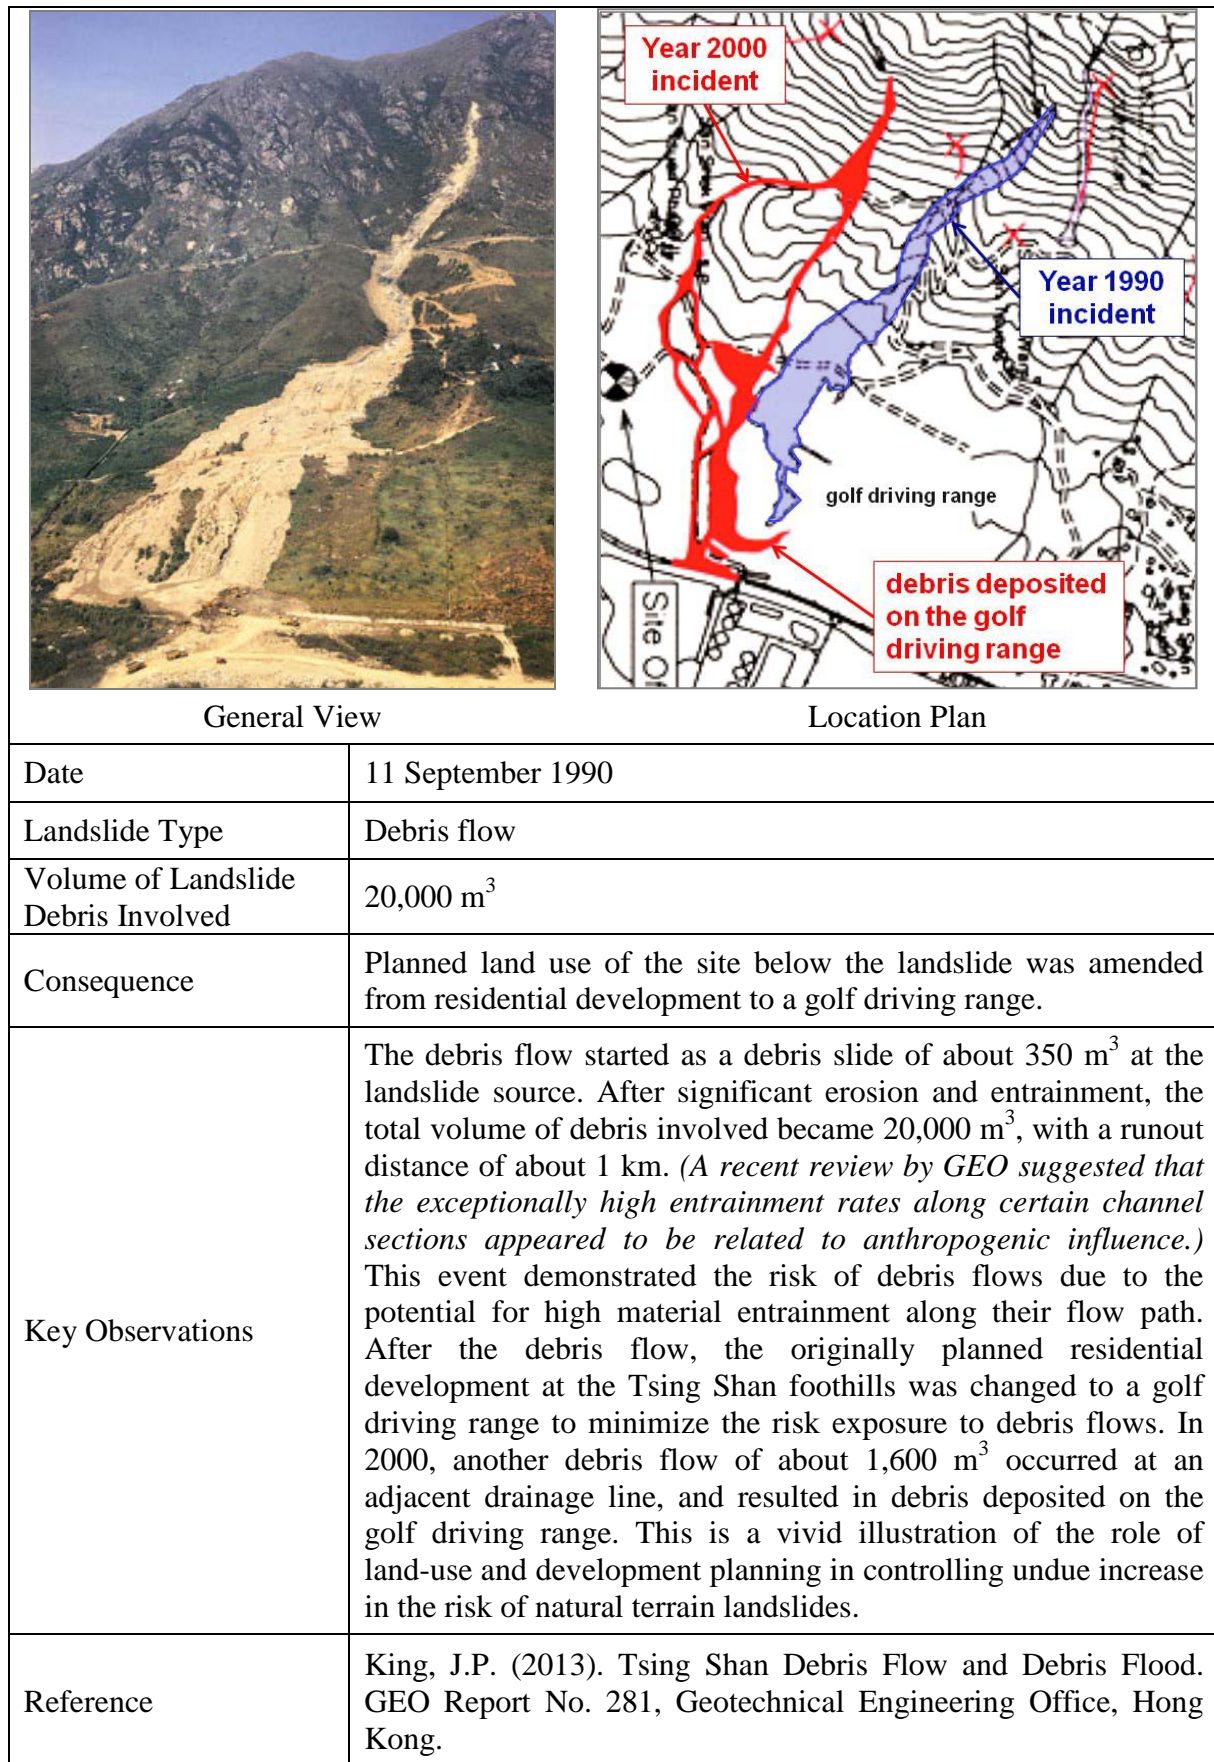 Year 2000
incident
Year 1990
incident
golf driving range
debris deposited
on the golf
driving range
Site Of
General View
Location Plan
Date
11 September 1990
Landslide Type
Debris flow
Volume of Landslide
Debris Involved
20,000 m³
Consequence
Planned land use of the site below the landslide was amended
from residential development to a golf driving range.
Key Observations
The debris flow started as a debris slide of about 350 m³ at the
landslide source. After significant erosion and entrainment, the
total volume of debris involved became 20,000 m³, with a runout
distance of about 1 km. (A recent review by GEO suggested that
the exceptionally high entrainment rates along certain channel
sections appeared to be related to anthropogenic influence.)
This event demonstrated the risk of debris flows due to the
potential for high material entrainment along their flow path.
After the debris flow, the originally planned residential
development at the Tsing Shan foothills was changed to a golf
driving range to minimize the risk exposure to debris flows. In
2000, another debris flow of about 1,600 m³ occurred at an
adjacent drainage line, and resulted in debris deposited on the
golf driving range. This is a vivid illustration of the role of
land-use and development planning in controlling undue increase
in the risk of natural terrain landslides.
Reference
King, J.P. (2013). Tsing Shan Debris Flow and Debris Flood.
GEO Report No. 281, Geotechnical Engineering Office, Hong
Kong.